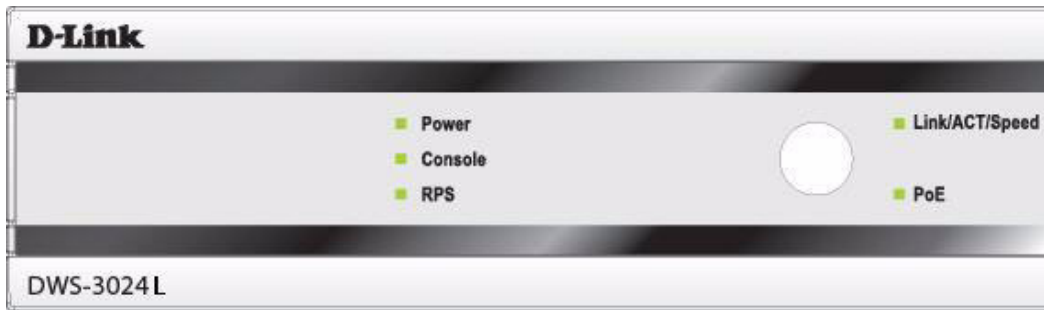 D-Link
Power
Console
RPS
Link/ACT/Speed
PoE
DWS-3024L